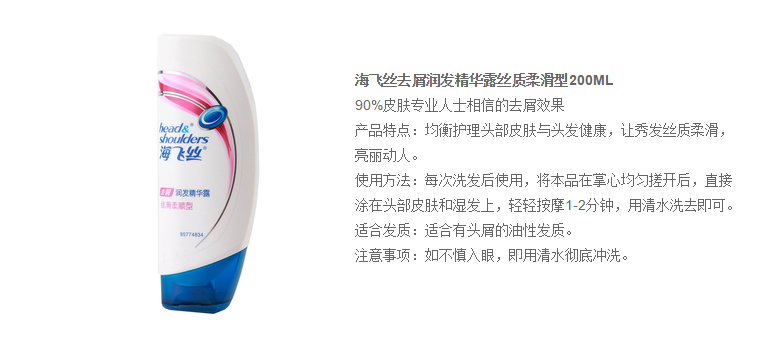 head&
shoulders®
海飞丝®
去屑 润发精华露
丝质柔滑型
90774834
海飞丝去屑润发精华露丝质柔滑型200ML
90%皮肤专业人士相信的去屑效果
产品特点：均衡护理头部皮肤与头发健康，让秀发丝质柔滑，
亮丽动人。
使用方法：每次洗发后使用，将本品在掌心均匀搓开后，直接
涂在头部皮肤和湿发上，轻轻按摩1-2分钟，用清水洗去即可。
适合发质：适合有头屑的油性发质。
注意事项：如不慎入眼，即用清水彻底冲洗。